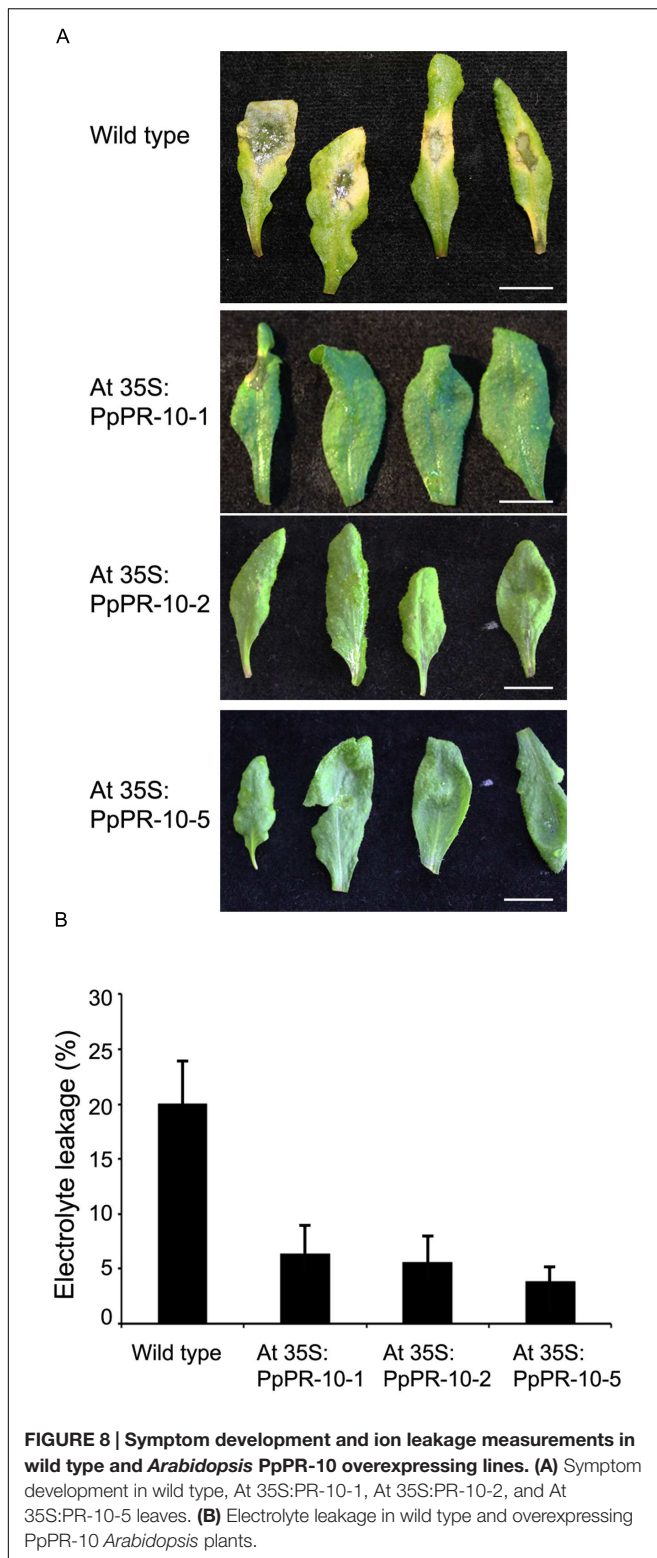 A
Wild type
At 35S:
PpPR-10-1
At 35S:
PpPR-10-2
At 35S:
PpPR-10-5
B
Electrolyte leakage (%)
30
25
20
15
10
5
0
Wild type
At 35S:
PpPR-10-1
At 35S:
PpPR-10-2
At 35S:
PpPR-10-5
FIGURE 8 | Symptom development and ion leakage measurements in
wild type and Arabidopsis PpPR-10 overexpressing lines. (A) Symptom
development in wild type, At 35S:PR-10-1, At 35S:PR-10-2, and At
35S:PR-10-5 leaves. (B) Electrolyte leakage in wild type and overexpressing
PpPR-10 Arabidopsis plants.